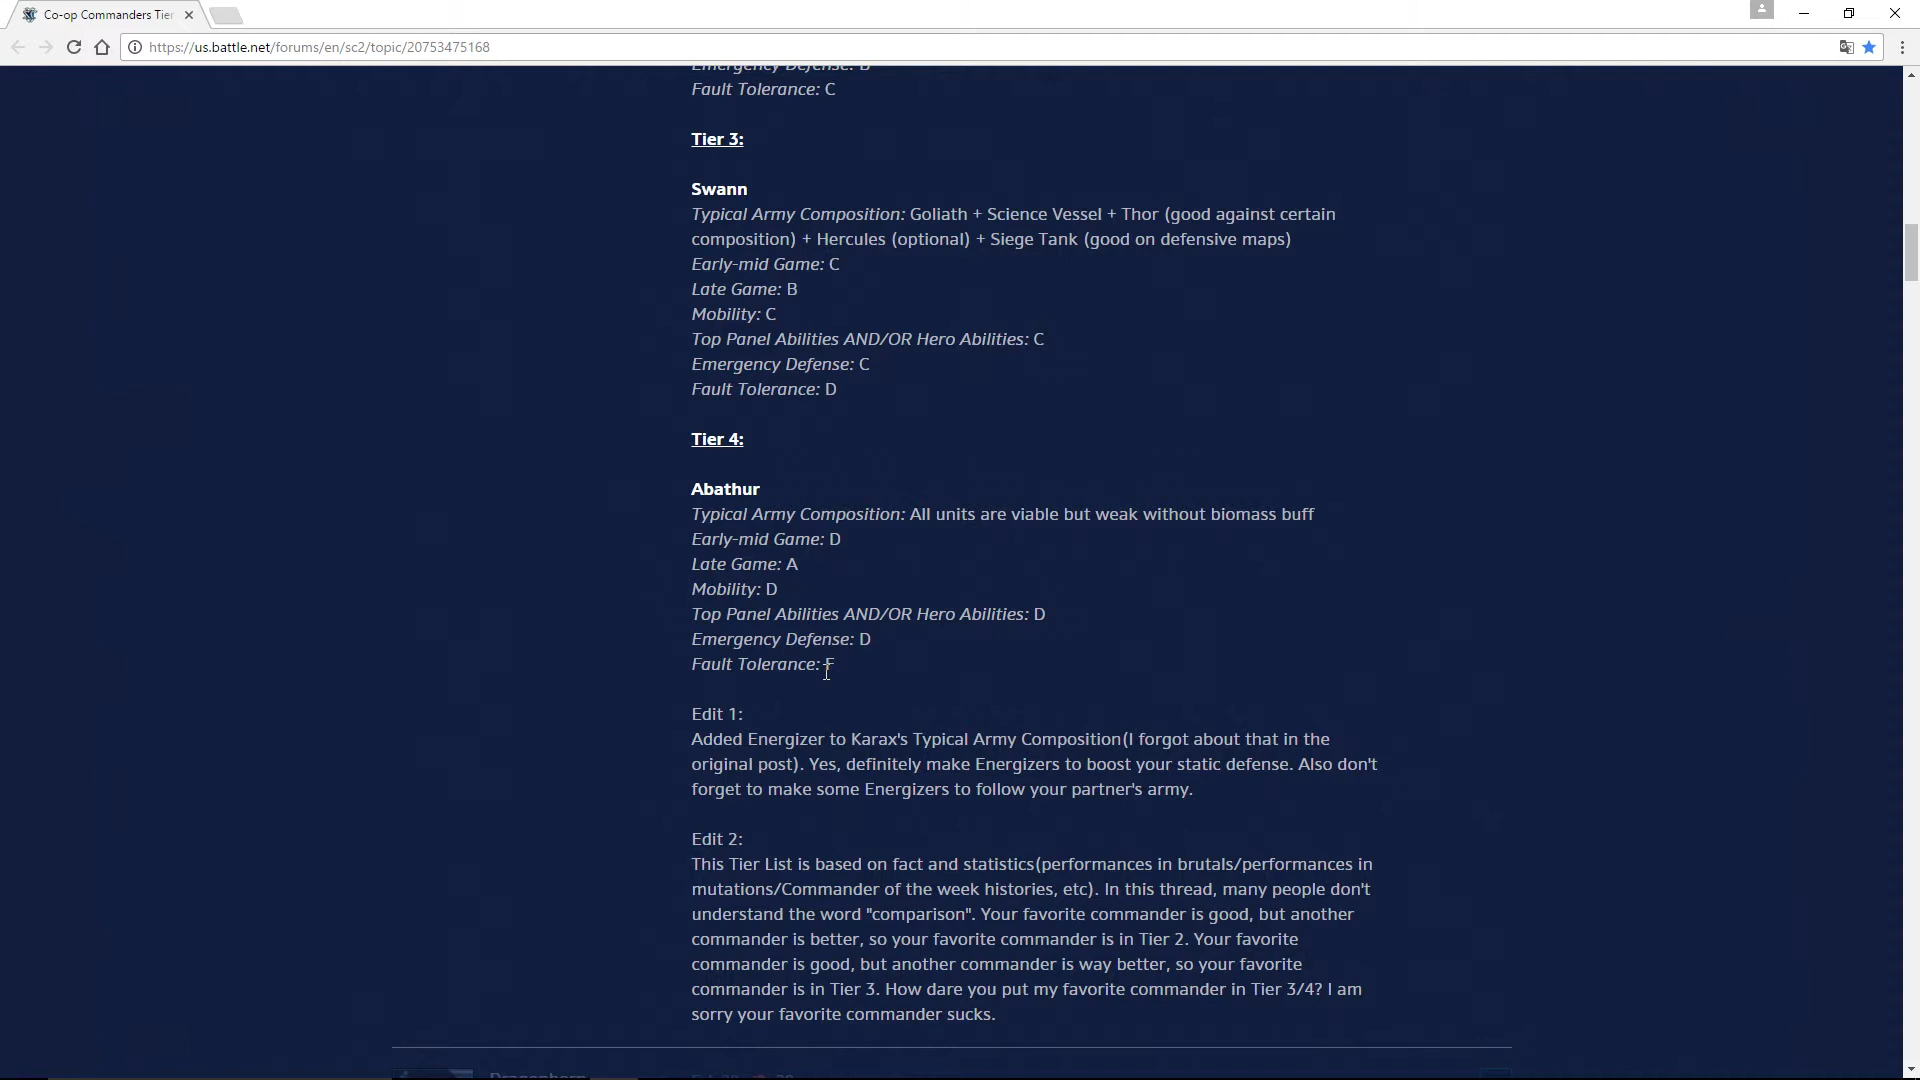 Co-op Commanders Tier
https://us.battle.net/forums/en/sc2/topic/20753475168
Emergency Defense: B
Fault Tolerance: C
Tier 3:
Swann
Typical Army Composition: Goliath + Science Vessel + Thor (good against certain
composition) + Hercules (optional) + Siege Tank (good on defensive maps)
Early-mid Game: C
Late Game: B
Mobility: C
Top Panel Abilities AND/OR Hero Abilities: C
Emergency Defense: C
Fault Tolerance: D
Tier 4:
Abathur
Typical Army Composition: All units are viable but weak without biomass buff
Early-mid Game: D
Late Game: A
Mobility: D
Top Panel Abilities AND/OR Hero Abilities: D
Emergency Defense: D
Fault Tolerance: F
Edit 1:
Added Energizer to Karax's Typical Army Composition(I forgot about that in the
original post). Yes, definitely make Energizers to boost your static defense. Also don't
forget to make some Energizers to follow your partner's army.
Edit 2:
This Tier List is based on fact and statistics(performances in brutals/performances in
mutations/Commander of the week histories, etc). In this thread, many people don't
understand the word "comparison". Your favorite commander is good, but another
commander is better, so your favorite commander is in Tier 2. Your favorite
commander is good, but another commander is way better, so your favorite
commander is in Tier 3. How dare you put my favorite commander in Tier 3/4? I am
sorry your favorite commander sucks.